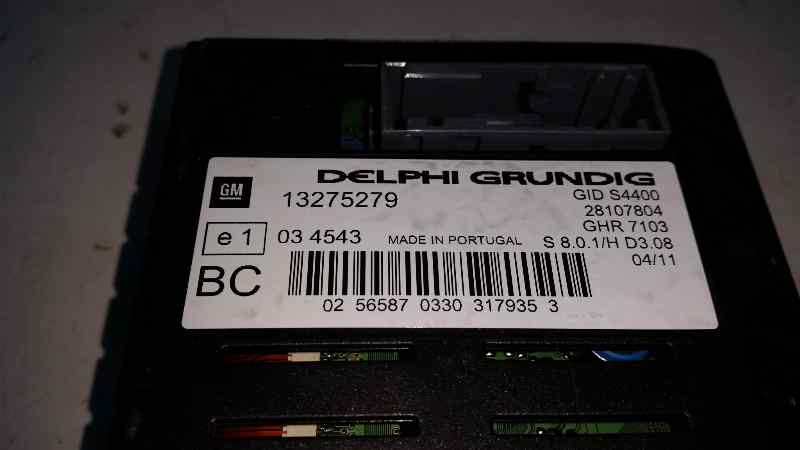 DELPHI GRUNDIG
GM
13275279
GID S4400
28107804
GHR 7103
e 1
03 4543
MADE IN PORTUGAL
S 8.0.1/H D3.08
04/11
BC
02 56587 0330 317935 3